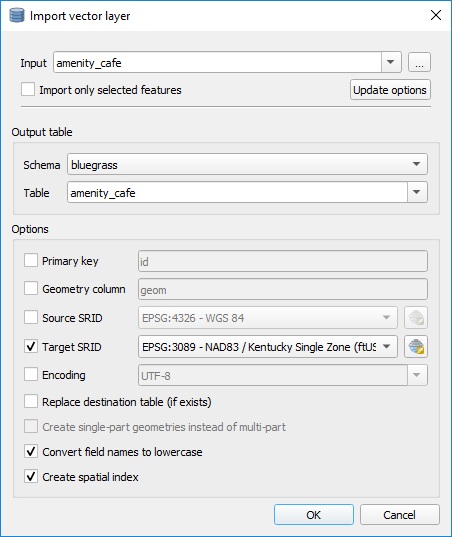 Import vector layer
Input amenity_cafe ...
Import only selected features Update options
Output table
Schema bluegrass
Table amenity_cafe
Options
Primary key id
Geometry column geom
Source SRID EPSG:4326 - WGS 84
Target SRID EPSG:3089 - NAD83 / Kentucky Single Zone (ftUS
Encoding UTF-8
Replace destination table (if exists)
Create single-part geometries instead of multi-part
Convert field names to lowercase
Create spatial index
OK Cancel